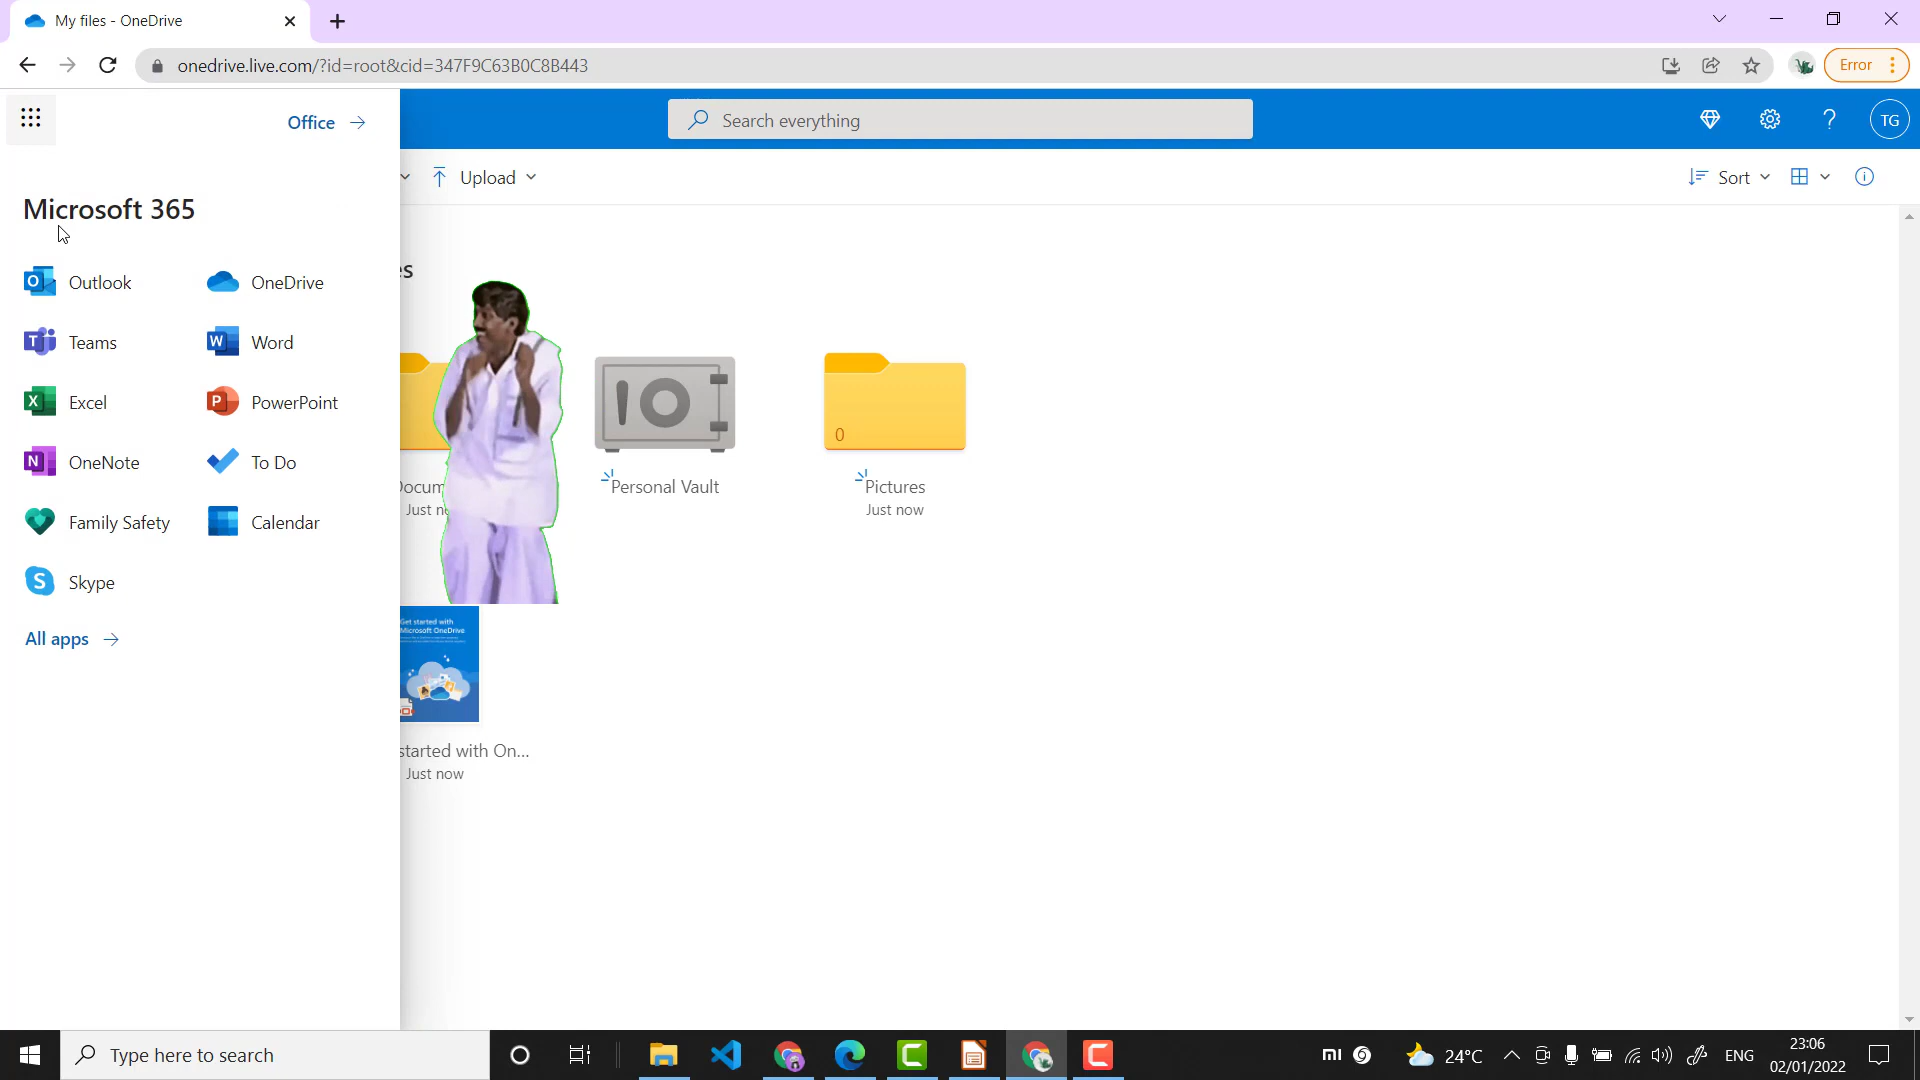 My files - OneDrive
onedrive.live.com/?id=root&cid=347F9C63B0C8B443
Error
Office
Search everything
TG
Upload
Sort
Microsoft 365
es
Outlook
OneDrive
Teams
Word
Excel
PowerPoint
OneNote
To Do
Family Safety
Calendar
Skype
All apps
0
Docum
Just n
Personal Vault
Pictures
Just now
Get started with
Microsoft OneDrive
started with On...
Just now
Type here to search
mi
24°C
ENG
23:06
02/01/2022